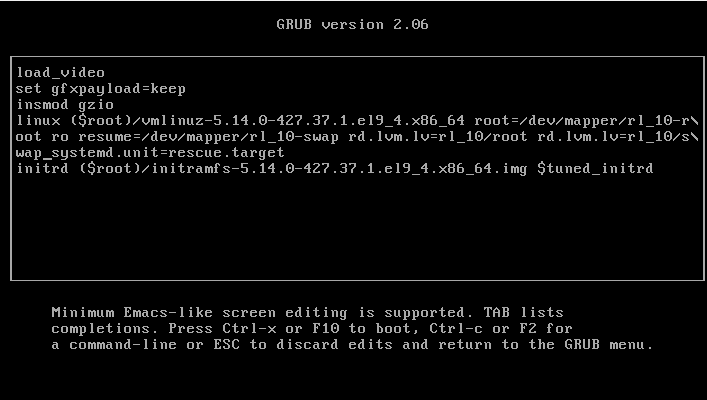 GRUB version 2.06
load_video
set gfxpayload=keep
insmod gzio
linux ($root)/vmlinuz-5.14.0-427.37.1.el9_4.x86_64 root=/dev/mapper/rl_10-r\
oot ro resume=/dev/mapper/rl_10-swap rd.lvm.lv=rl_10/root rd.lvm.lv=rl_10/s\
wap_systemd.unit=rescue.target
initrd ($root)/initramfs-5.14.0-427.37.1.el9_4.x86_64.img $tuned_initrd
Minimum Emacs-like screen editing is supported. TAB lists
completions. Press Ctrl-x or F10 to boot, Ctrl-c or F2 for
a command-line or ESC to discard edits and return to the GRUB menu.